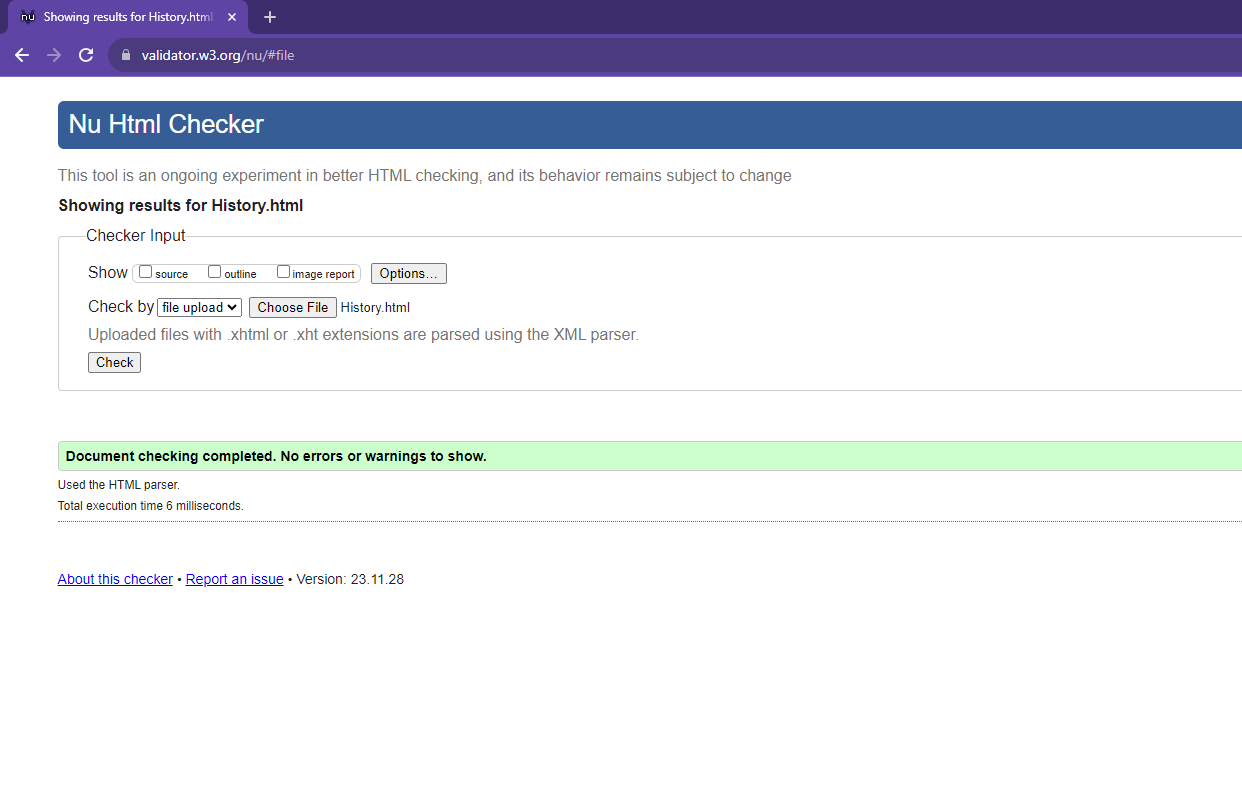 nu Showing results for History.html
validator.w3.org/nu/#file
Nu Html Checker
This tool is an ongoing experiment in better HTML checking, and its behavior remains subject to change
Showing results for History.html
Checker Input
Show source outline image report Options...
Check by file upload Choose File History.html
Uploaded files with .xhtml or .xht extensions are parsed using the XML parser.
Check
Document checking completed. No errors or warnings to show.
Used the HTML parser.
Total execution time 6 milliseconds.
About this checker • Report an issue • Version: 23.11.28